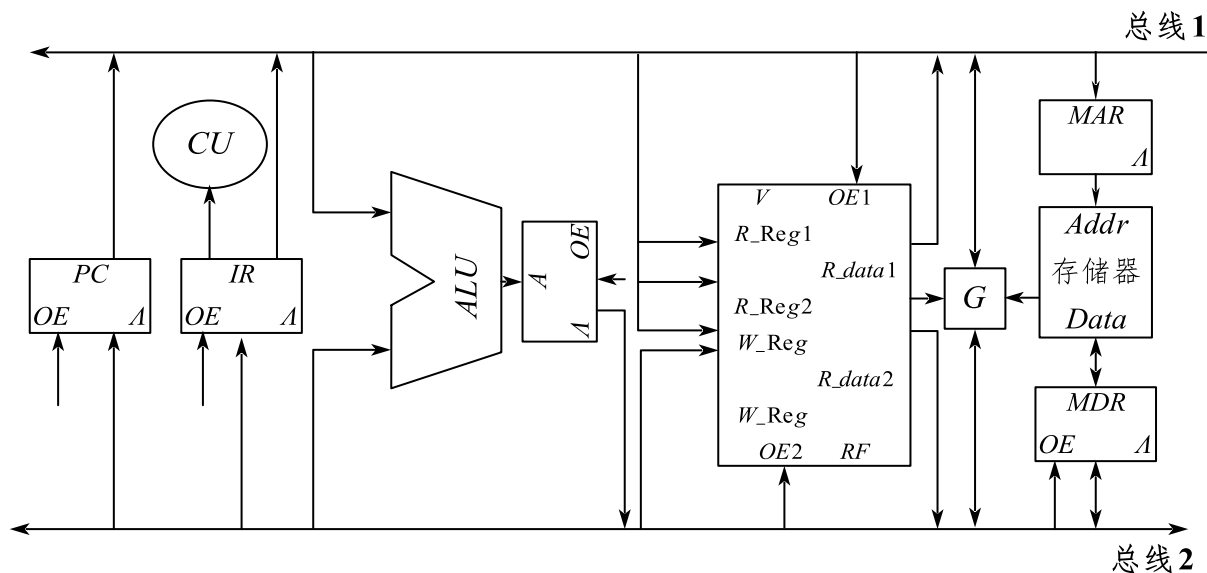 总线1
CU
PC
OE Λ
IR
OE Λ
ALU
A
OE
Λ
V OE1
R_Reg1
R_data1
R_Reg2
W_Reg
R_data2
W_Reg
OE2 RF
G
MAR
Λ
Addr
存储器
Data
MDR
OE Λ
总线2